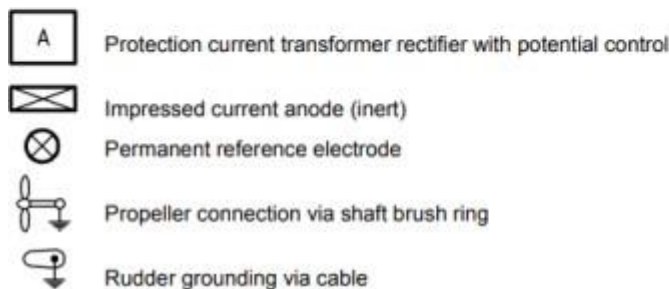 A
Protection current transformer rectifier with potential control
Impressed current anode (inert)
Permanent reference electrode
Propeller connection via shaft brush ring
Rudder grounding via cable